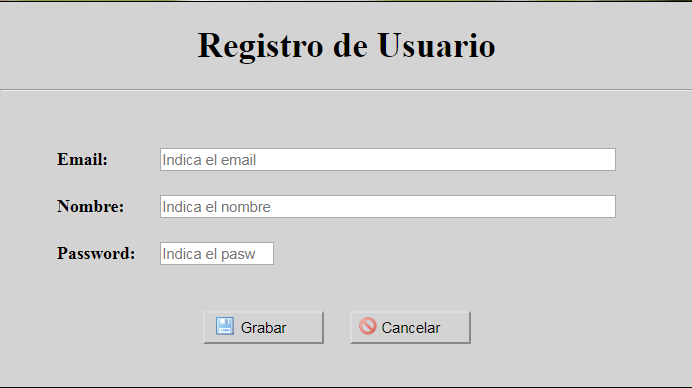 Registro de Usuario
Email: Indica el email
Nombre: Indica el nombre
Password: Indica el pasw
Grabar Cancelar